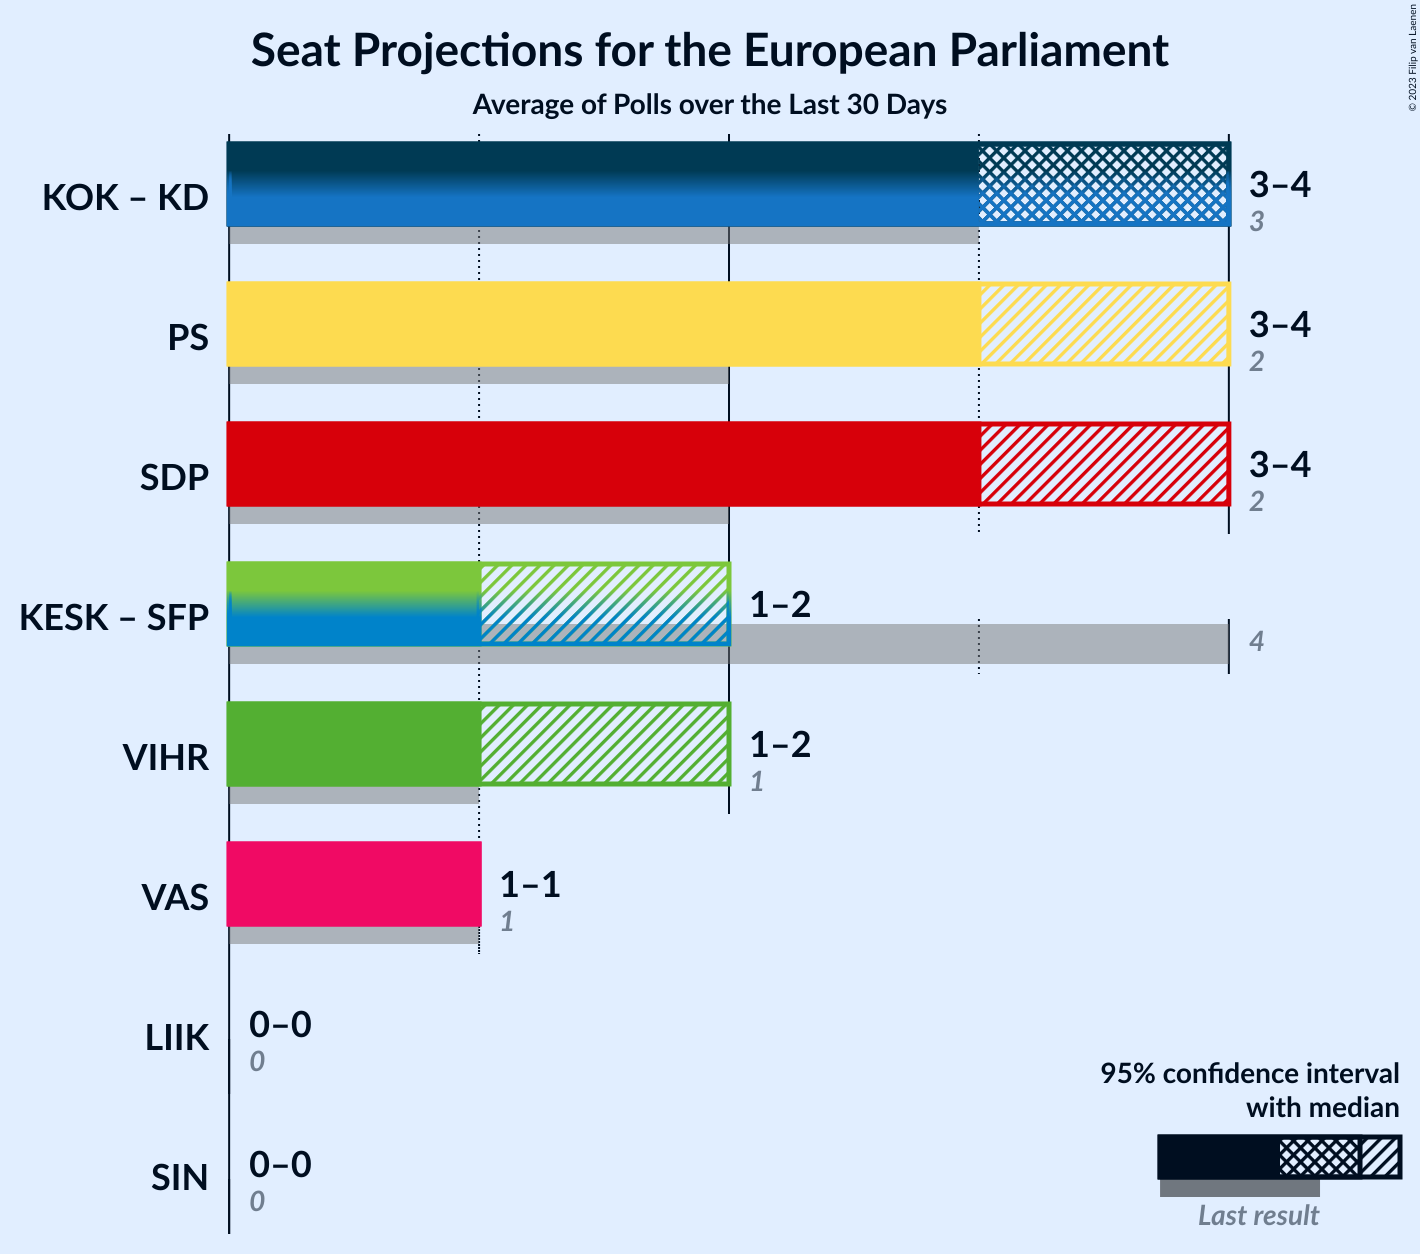 Seat Projections for the European Parliament
Average of Polls over the Last 30 Days
© 2023 Filip van Laenen
KOK – KD
3–4
3
PS
3–4
2
SDP
3–4
2
KESK – SFP
1–2
4
VIHR
1–2
1
VAS
1–1
1
LIIK
0–0
0
SIN
0–0
0
95% confidence interval
with median
Last result